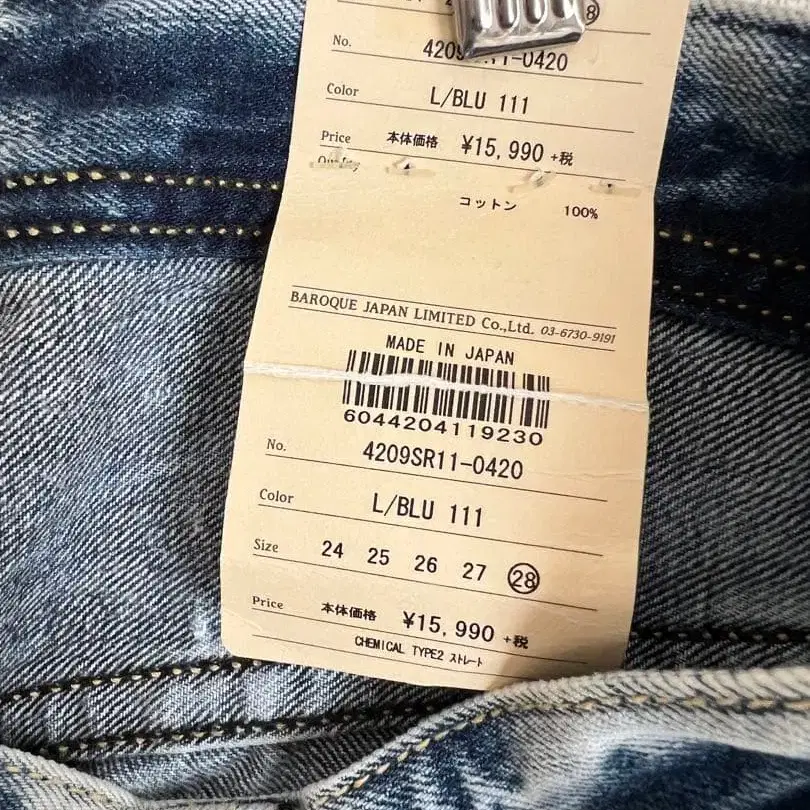 No. 4209SR11-0420
Color L/BLU 111
Price 本体価格 ¥15,990+税
Quality
コットン 100%
BAROQUE JAPAN LIMITED Co.,Ltd. 03-6730-9191
MADE IN JAPAN
6044204119230
No. 4209SR11-0420
Color L/BLU 111
Size 24 25 26 27 28
Price 本体価格 ¥15,990+税
CHEMICAL TYPE2 ストレート